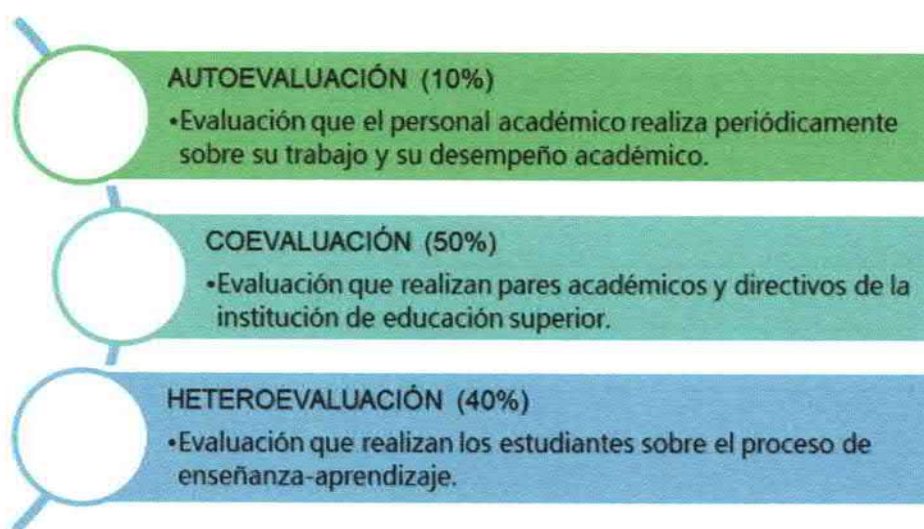 AUTOEVALUACIÓN (10%)
•Evaluación que el personal académico realiza periódicamente
sobre su trabajo y su desempeño académico.
COEVALUACIÓN (50%)
•Evaluación que realizan pares académicos y directivos de la
institución de educación superior.
HETEROEVALUACIÓN (40%)
•Evaluación que realizan los estudiantes sobre el proceso de
enseñanza-aprendizaje.